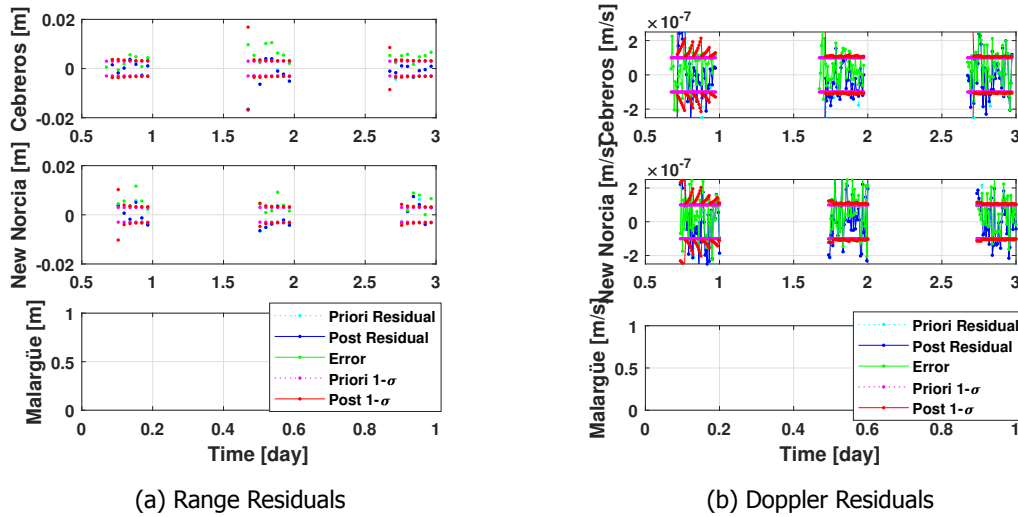 0.02
0
-0.02
0.5 1 1.5 2 2.5 3
Cebreros [m]
0.02
0
-0.02
0.5 1 1.5 2 2.5 3
New Norcia [m]
1
0.5
0
0 0.2 0.4 0.6 0.8 1
Malargüe [m]
Time [day]
Priori Residual
Post Residual
Error
Priori 1-σ
Post 1-σ
(a) Range Residuals
×10⁻⁷
2
0
-2
0.5 1 1.5 2 2.5 3
Cebreros [m/s]
×10⁻⁷
2
0
-2
0.5 1 1.5 2 2.5 3
New Norcia [m/s]
1
0.5
0
0 0.2 0.4 0.6 0.8 1
Malargüe [m/s]
Time [day]
Priori Residual
Post Residual
Error
Priori 1-σ
Post 1-σ
(b) Doppler Residuals